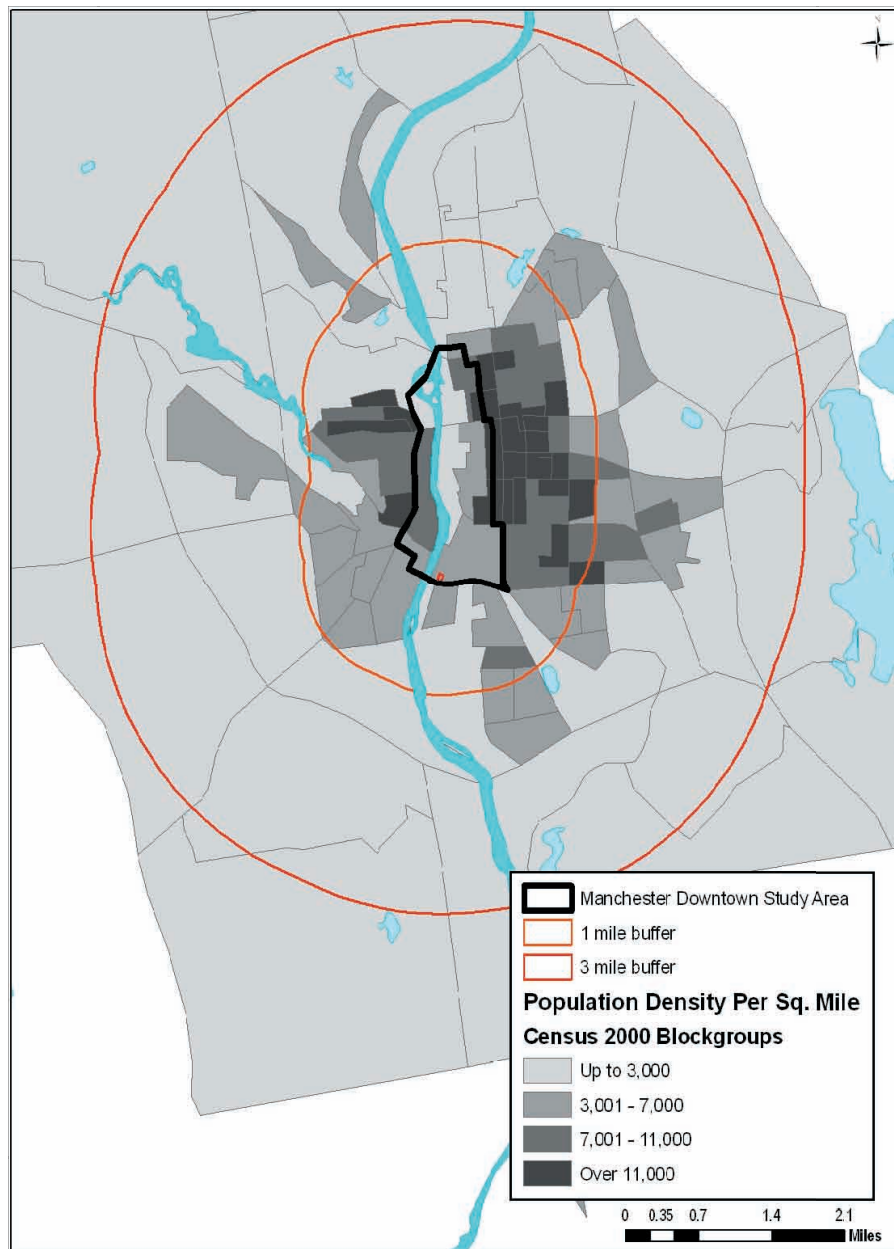 N
Manchester Downtown Study Area
1 mile buffer
3 mile buffer
Population Density Per Sq. Mile
Census 2000 Blockgroups
Up to 3,000
3,001 - 7,000
7,001 - 11,000
Over 11,000
0 0.35 0.7 1.4 2.1
Miles